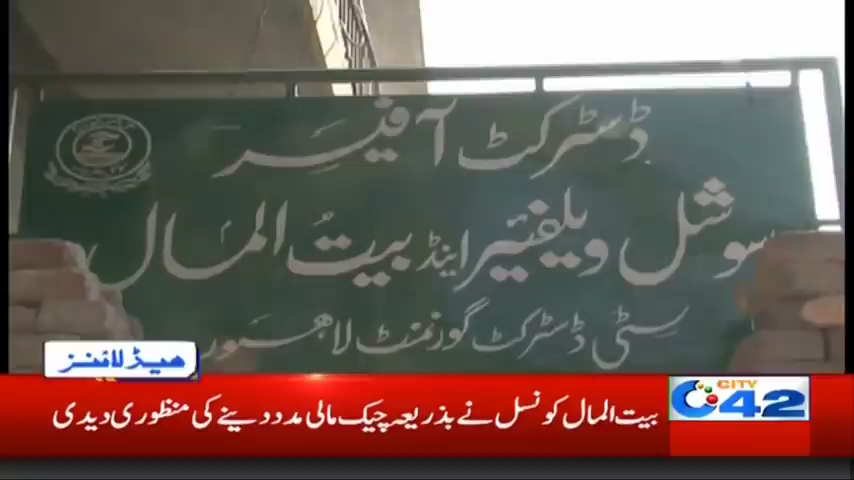 ڈسٹرکٹ آفیسر
سوشل ویلفیئر اینڈ بیت المال
سٹی ڈسٹرکٹ گورنمنٹ لاہور
ھیڈ لائنز
بیت المال کونسل نے بذریعہ چیک مالی مدد دینے کی منظوری دیدی
CITY
42